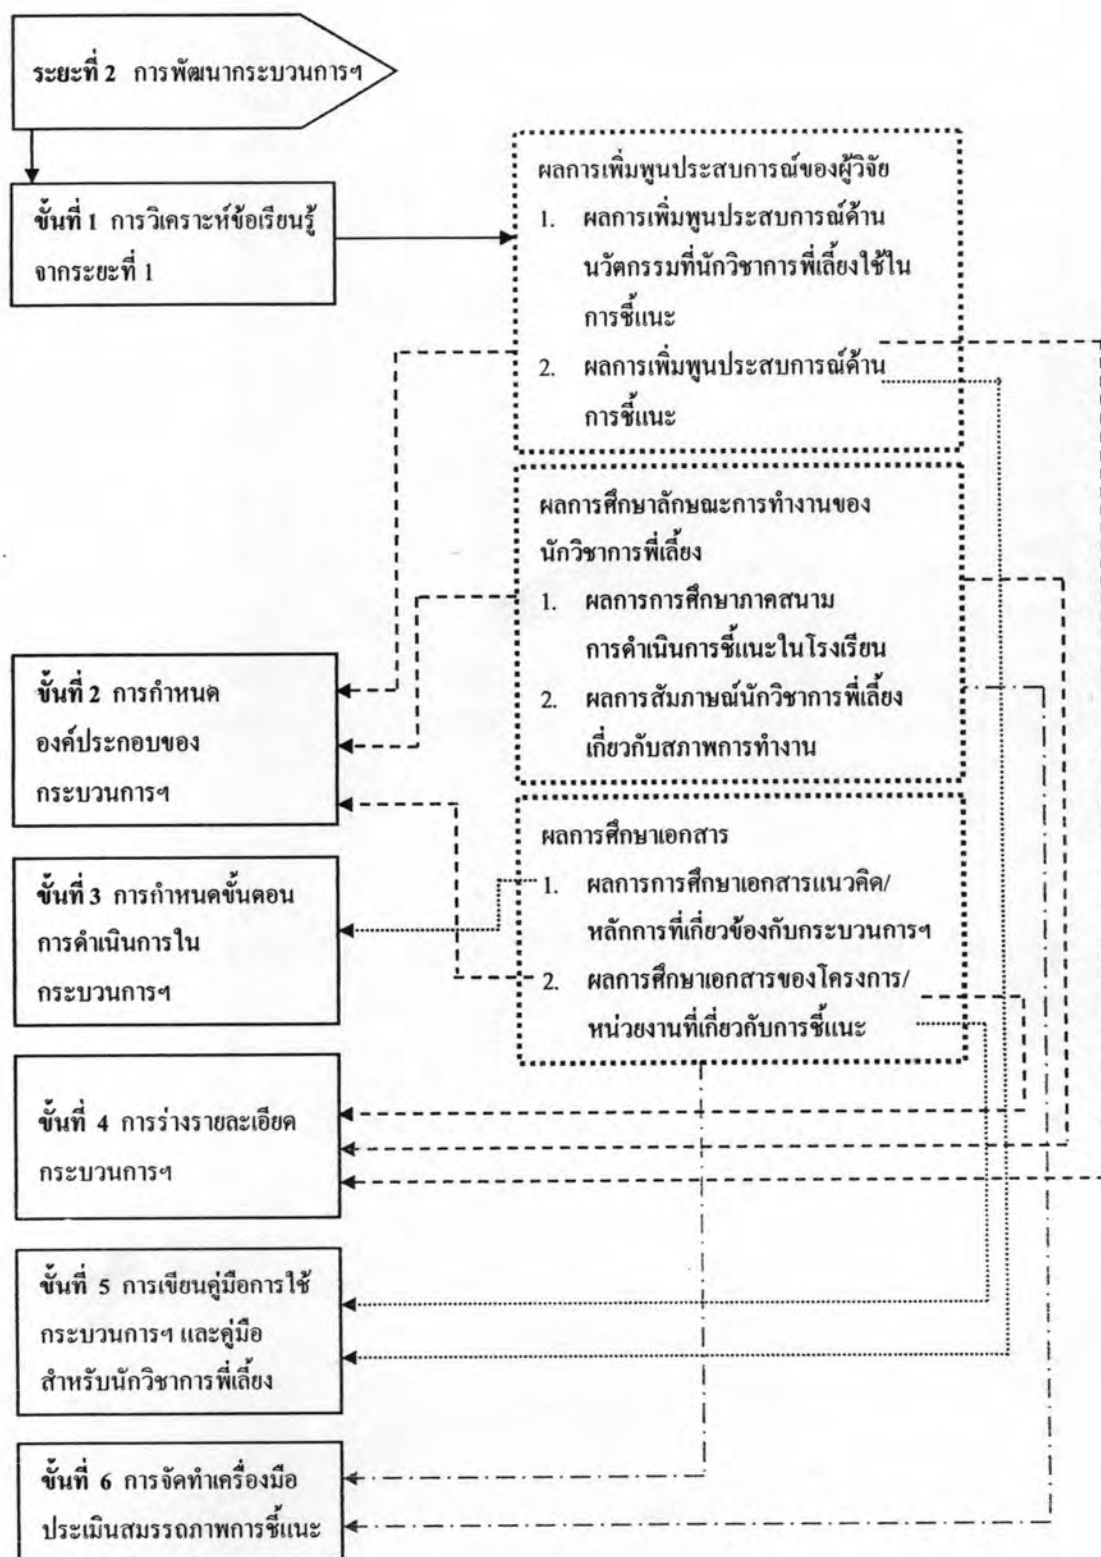 ระยะที่ 2 การพัฒนากระบวนการฯ
ขั้นที่ 1 การวิเคราะห์ข้อเรียนรู้
จากระยะที่ 1
ผลการเพิ่มพูนประสบการณ์ของผู้วิจัย
1. ผลการเพิ่มพูนประสบการณ์ด้าน
นวัตกรรมที่นักวิชาการพี่เลี้ยงใช้ใน
การชี้แนะ
2. ผลการเพิ่มพูนประสบการณ์ด้าน
การชี้แนะ
ผลการศึกษาลักษณะการทำงานของ
นักวิชาการพี่เลี้ยง
1. ผลการการศึกษาภาคสนาม
การดำเนินการชี้แนะในโรงเรียน
2. ผลการสัมภาษณ์นักวิชาการพี่เลี้ยง
เกี่ยวกับสภาพการทำงาน
ผลการศึกษาเอกสาร
1. ผลการการศึกษาเอกสารแนวคิด/
หลักการที่เกี่ยวข้องกับกระบวนการฯ
2. ผลการศึกษาเอกสารของโครงการ/
หน่วยงานที่เกี่ยวกับการชี้แนะ
ขั้นที่ 2 การกำหนด
องค์ประกอบของ
กระบวนการฯ
ขั้นที่ 3 การกำหนดขั้นตอน
การดำเนินการใน
กระบวนการฯ
ขั้นที่ 4 การร่างรายละเอียด
กระบวนการฯ
ขั้นที่ 5 การเขียนคู่มือการใช้
กระบวนการฯ และคู่มือ
สำหรับนักวิชาการพี่เลี้ยง
ขั้นที่ 6 การจัดทำเครื่องมือ
ประเมินสมรรถภาพการชี้แนะ